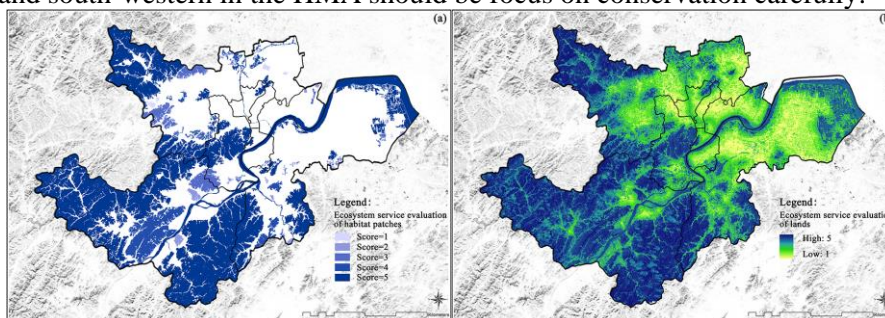 and south-western in the HMA should be focus on conservation carefully.
(a)
Legend:
Ecosystem service evaluation
of habitat patches
Score=1
Score=2
Score=3
Score=4
Score=5
Legend:
Ecosystem service evaluation
of lands
High: 5
Low: 1